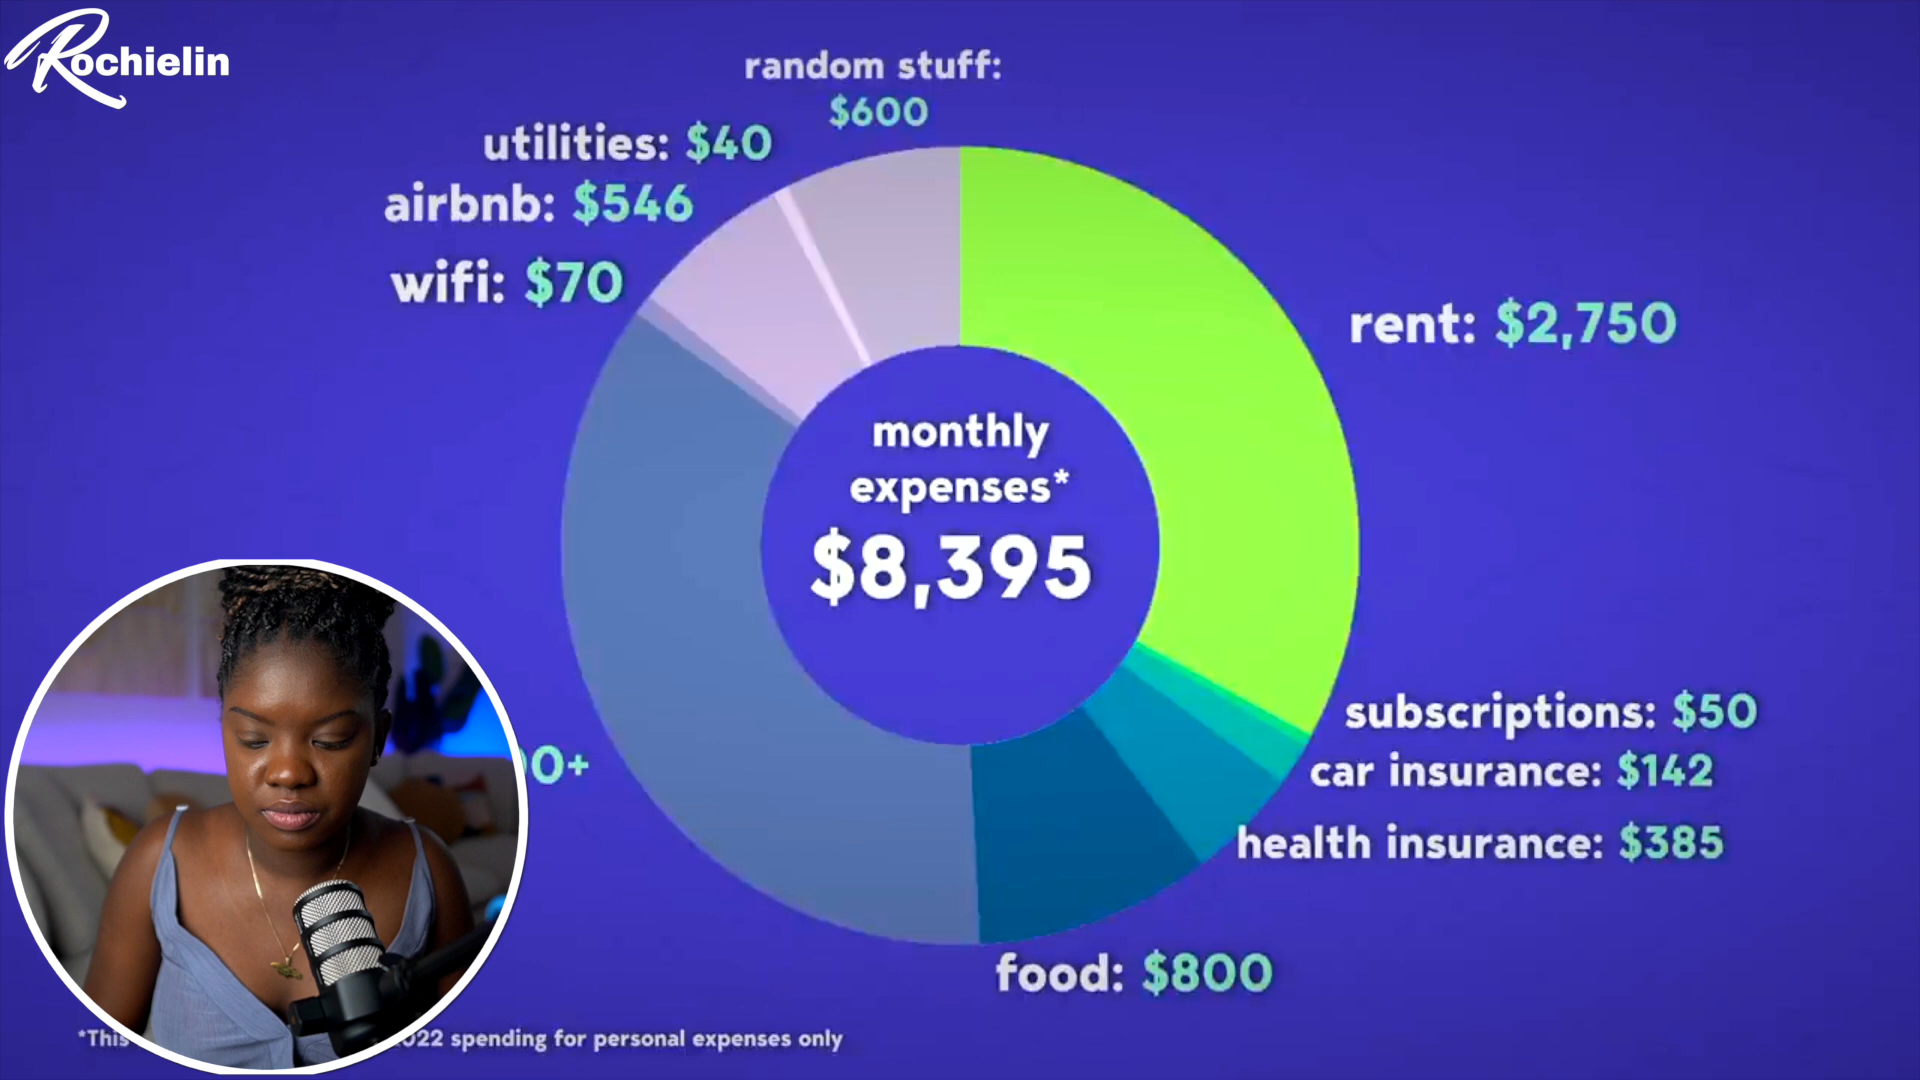 Rochielin
random stuff:
$600
utilities: $40
airbnb: $546
wifi: $70
rent: $2,750
monthly
expenses*
$8,395
subscriptions: $50
car insurance: $142
health insurance: $385
0+
food: $800
*This
022 spending for personal expenses only